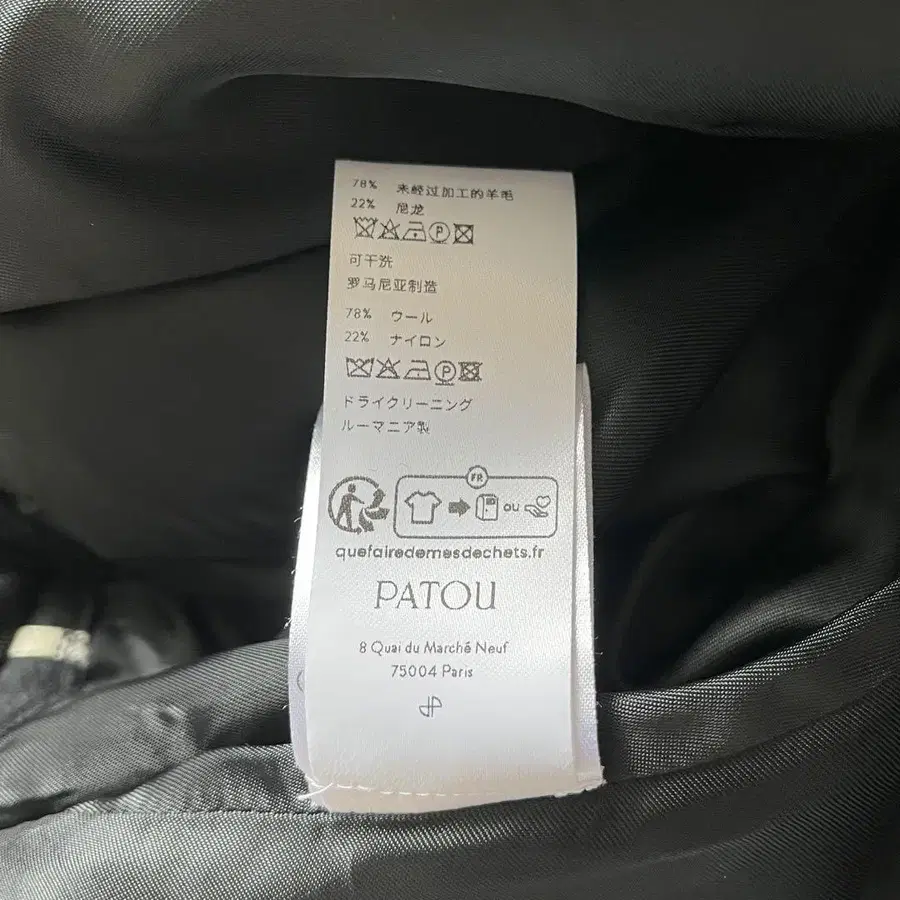 78% 未经过加工的羊毛
22% 尼龙
P
可干洗
罗马尼亚制造
78% ウール
22% ナイロン
P
ドライクリーニング
ルーマニア製
FR
ou
quefairedemesdechets.fr
PATOU
8 Quai du Marché Neuf
75004 Paris
JP